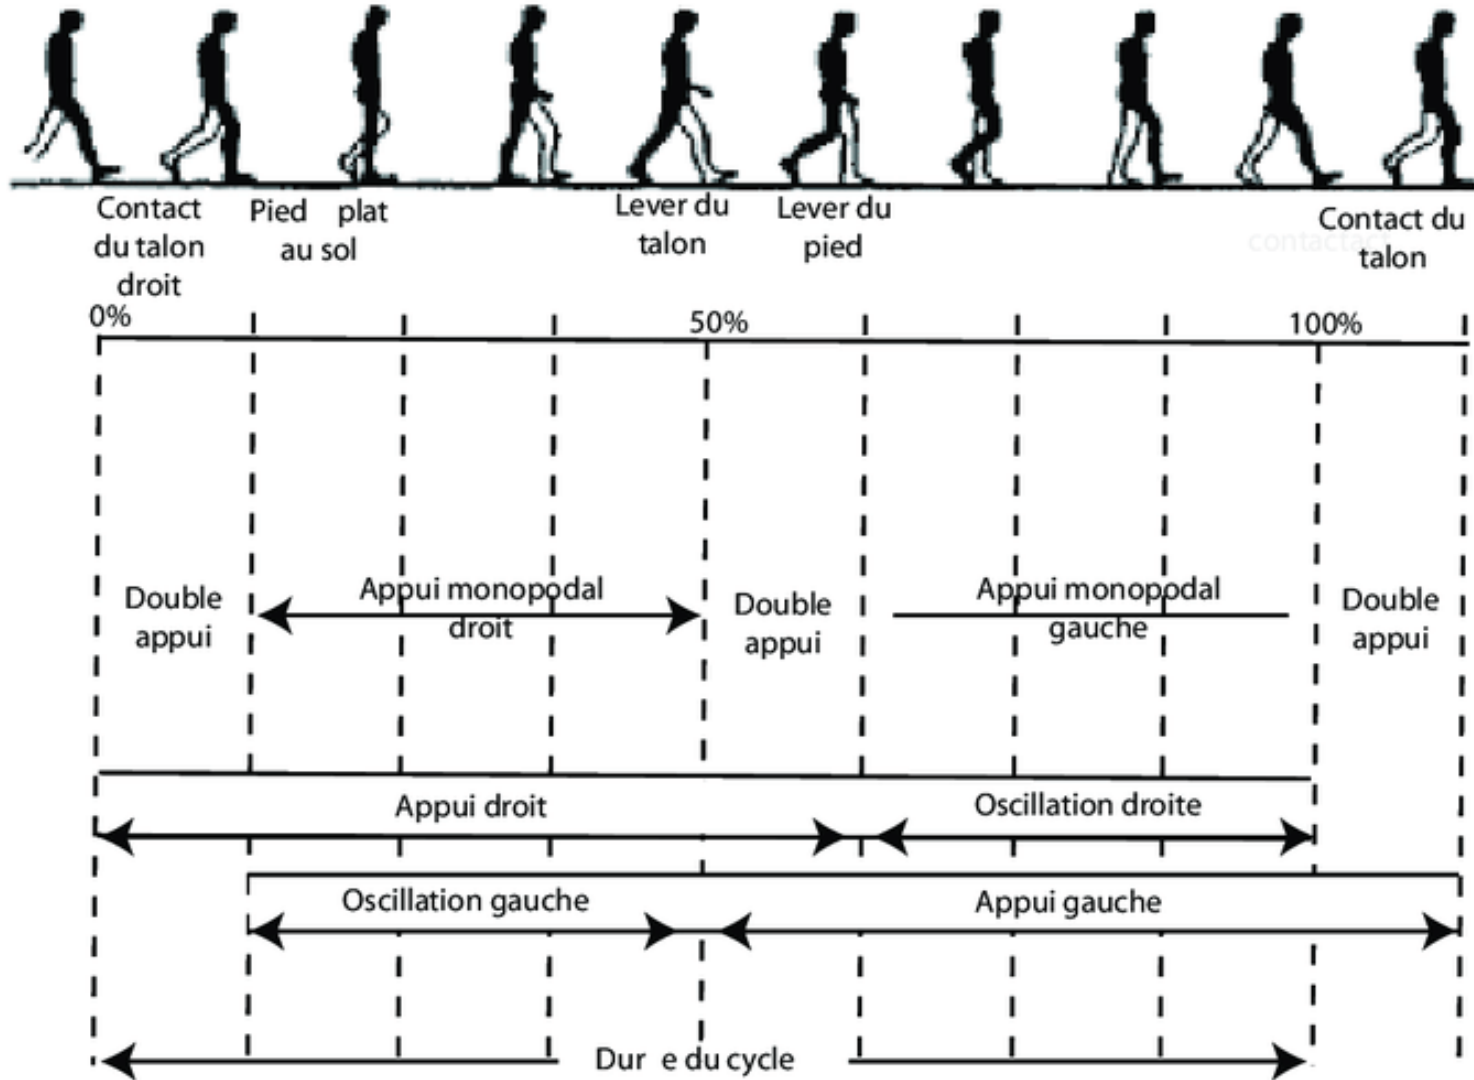 Contact
du talon
droit
Pied plat
au sol
Lever du
talon
Lever du
pied
contactact
Contact du
talon
0%
50%
100%
Double
appui
Appui monopodal
droit
Double
appui
Appui monopodal
gauche
Double
appui
Appui droit
Oscillation droite
Oscillation gauche
Appui gauche
Dur e du cycle